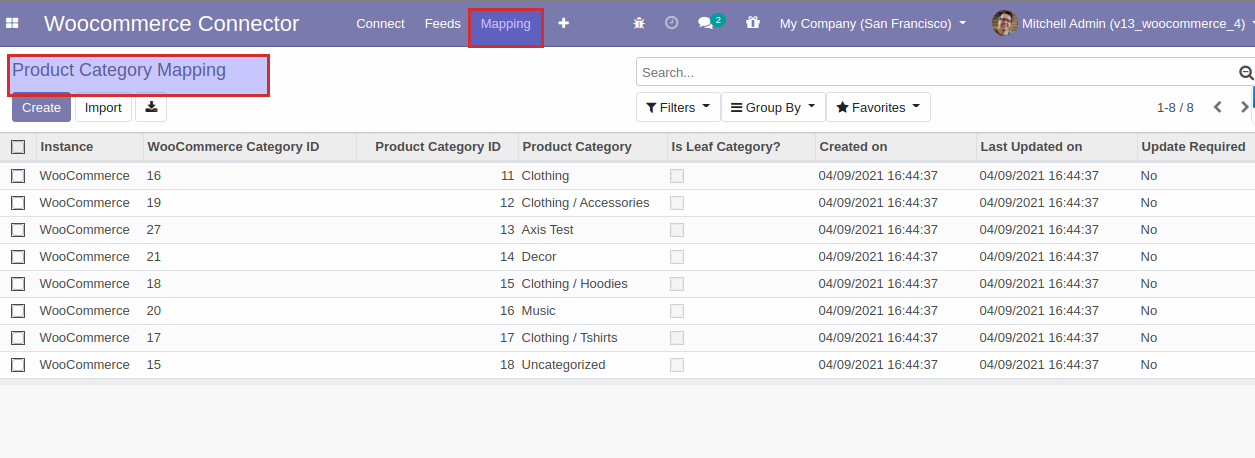 Woocommerce Connector Connect Feeds Mapping 2 My Company (San Francisco) Mitchell Admin (v13_woocommerce_4)
Product Category Mapping Search...
Create Import Filters Group By Favorites 1-8 / 8
Instance WooCommerce Category ID Product Category ID Product Category Is Leaf Category? Created on Last Updated on Update Required
WooCommerce 16 11 Clothing 04/09/2021 16:44:37 04/09/2021 16:44:37 No
WooCommerce 19 12 Clothing / Accessories 04/09/2021 16:44:37 04/09/2021 16:44:37 No
WooCommerce 27 13 Axis Test 04/09/2021 16:44:37 04/09/2021 16:44:37 No
WooCommerce 21 14 Decor 04/09/2021 16:44:37 04/09/2021 16:44:37 No
WooCommerce 18 15 Clothing / Hoodies 04/09/2021 16:44:37 04/09/2021 16:44:37 No
WooCommerce 20 16 Music 04/09/2021 16:44:37 04/09/2021 16:44:37 No
WooCommerce 17 17 Clothing / Tshirts 04/09/2021 16:44:37 04/09/2021 16:44:37 No
WooCommerce 15 18 Uncategorized 04/09/2021 16:44:37 04/09/2021 16:44:37 No